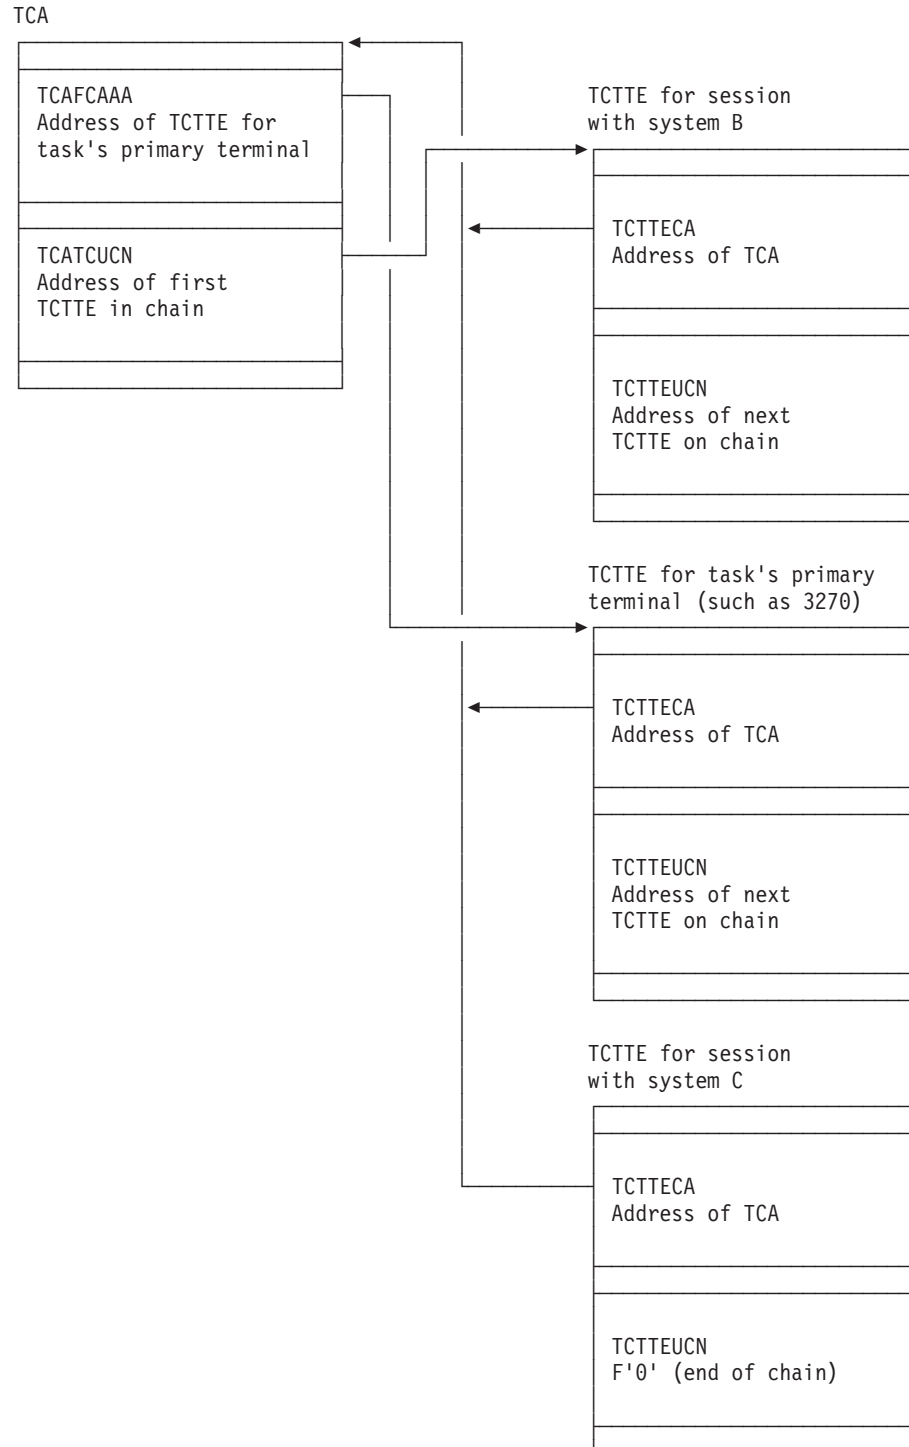 TCA
TCAFCAAA
Address of TCTTE for
task's primary terminal
TCATCUCN
Address of first
TCTTE in chain
TCTTE for session
with system B
TCTTECA
Address of TCA
TCTTEUCN
Address of next
TCTTE on chain
TCTTE for task's primary
terminal (such as 3270)
TCTTECA
Address of TCA
TCTTEUCN
Address of next
TCTTE on chain
TCTTE for session
with system C
TCTTECA
Address of TCA
TCTTEUCN
F'0' (end of chain)